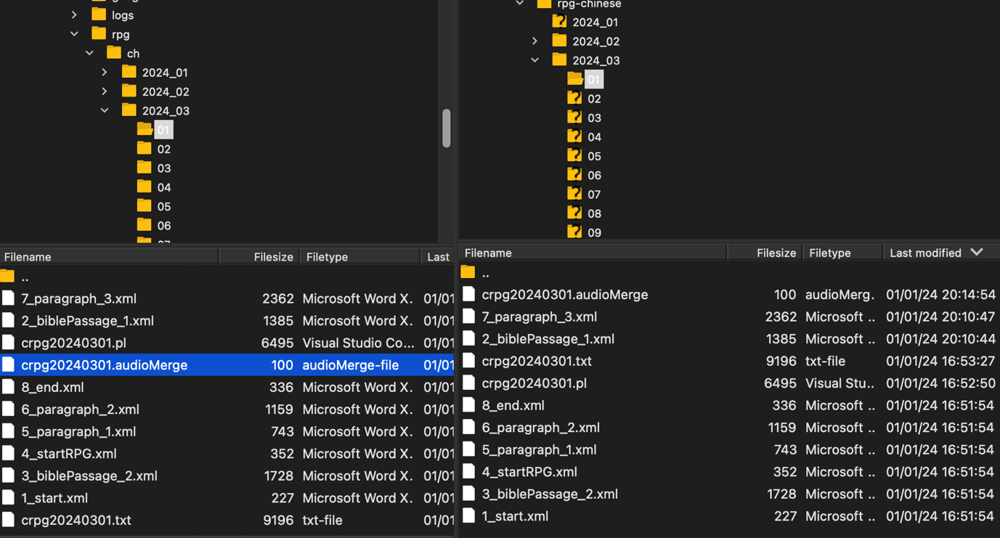 logs
rpg
ch
2024_01
2024_02
2024_03
01
02
03
04
05
06
Filename Filesize Filetype Last
..
7_paragraph_3.xml 2362 Microsoft Word X. 01/01
2_biblePassage_1.xml 1385 Microsoft Word X. 01/01
crpg20240301.pl 6495 Visual Studio Co... 01/01
crpg20240301.audioMerge 100 audioMerge-file 01/01
8_end.xml 336 Microsoft Word X. 01/01
6_paragraph_2.xml 1159 Microsoft Word X. 01/01
5_paragraph_1.xml 743 Microsoft Word X. 01/01
4_startRPG.xml 352 Microsoft Word X. 01/01
3_biblePassage_2.xml 1728 Microsoft Word X. 01/01
1_start.xml 227 Microsoft Word X. 01/01
crpg20240301.txt 9196 txt-file 01/01
rpg-chinese
2024_01
2024_02
2024_03
01
02
03
04
05
06
07
08
09
Filename Filesize Filetype Last modified
..
crpg20240301.audioMerge 100 audioMerg. 01/01/24 20:14:54
7_paragraph_3.xml 2362 Microsoft .. 01/01/24 20:10:47
2_biblePassage_1.xml 1385 Microsoft .. 01/01/24 20:10:44
crpg20240301.txt 9196 txt-file 01/01/24 16:53:27
crpg20240301.pl 6495 Visual Stu.. 01/01/24 16:52:50
8_end.xml 336 Microsoft .. 01/01/24 16:51:54
6_paragraph_2.xml 1159 Microsoft .. 01/01/24 16:51:54
5_paragraph_1.xml 743 Microsoft .. 01/01/24 16:51:54
4_startRPG.xml 352 Microsoft .. 01/01/24 16:51:54
3_biblePassage_2.xml 1728 Microsoft .. 01/01/24 16:51:54
1_start.xml 227 Microsoft .. 01/01/24 16:51:54